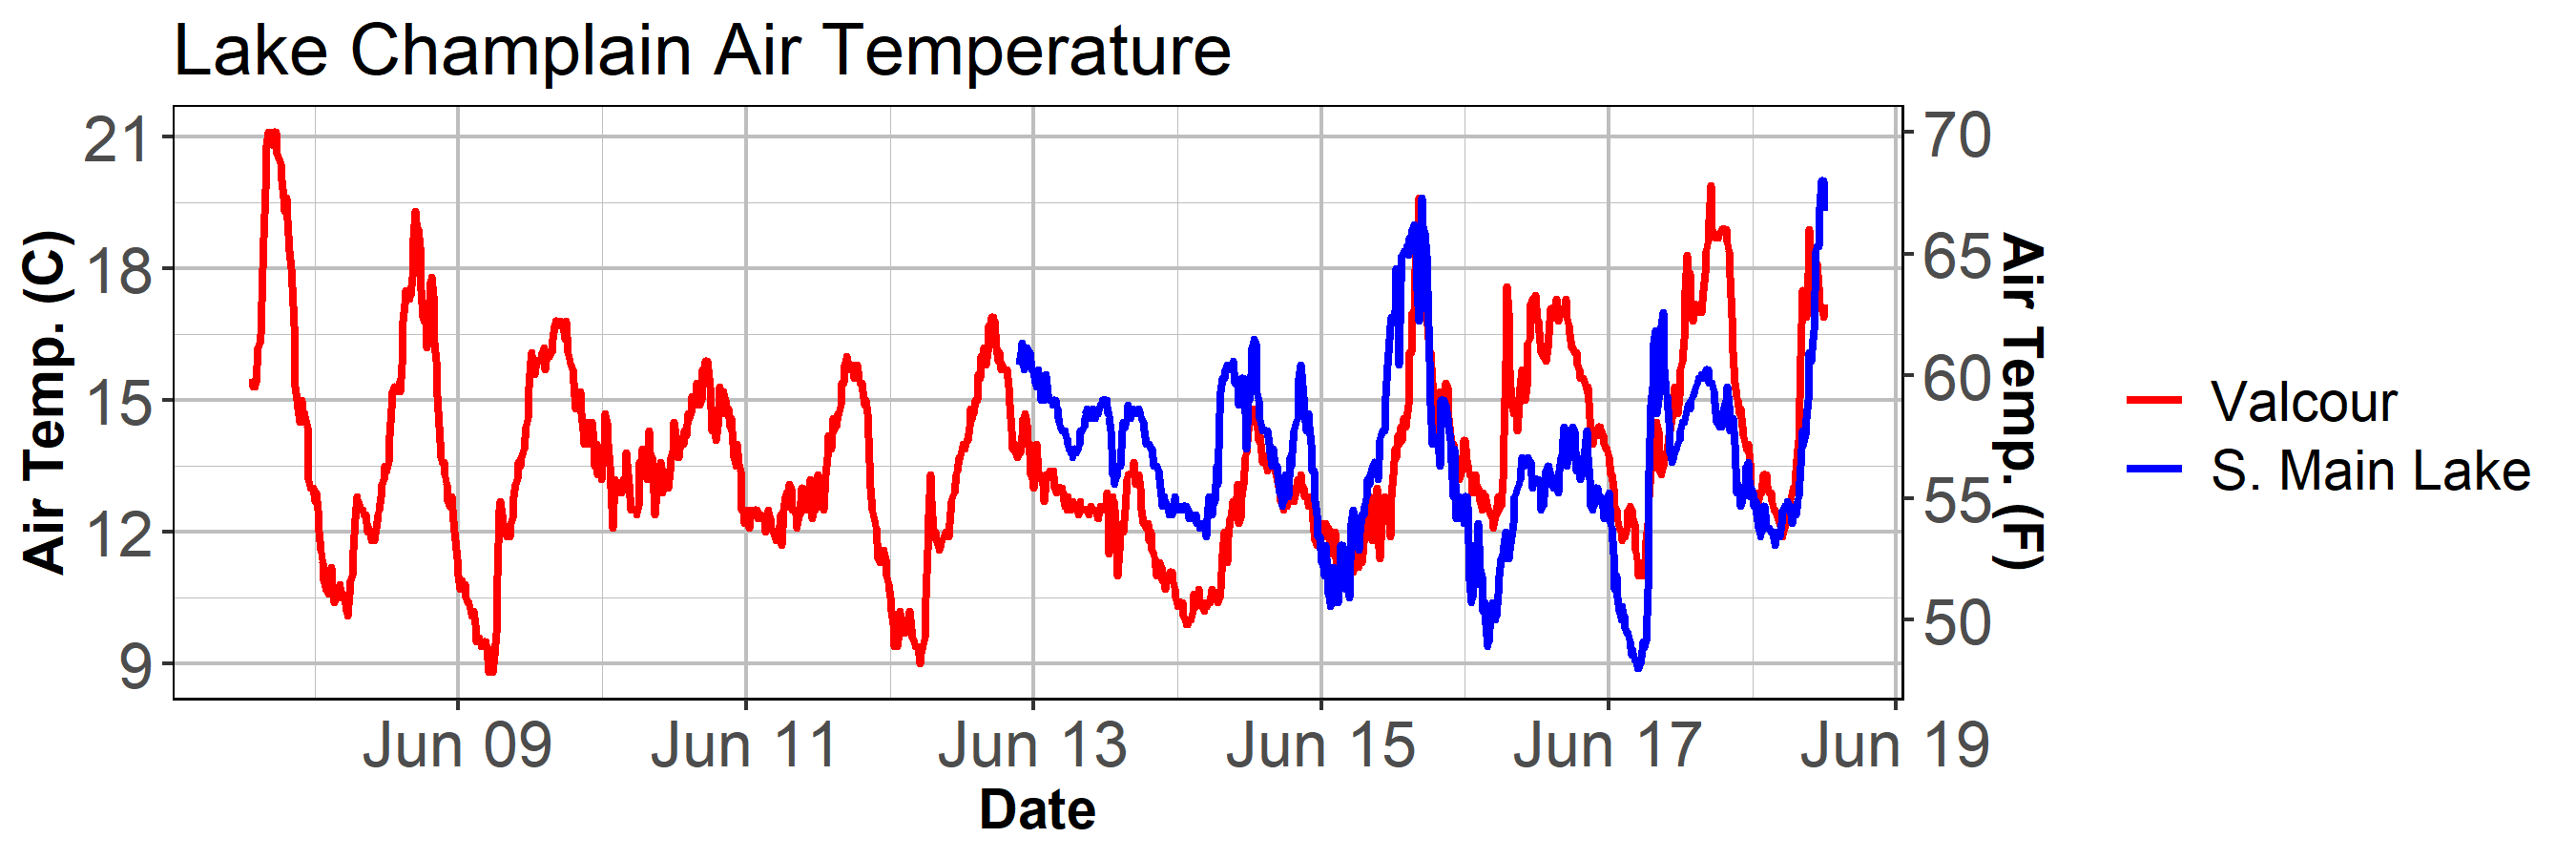 Lake Champlain Air Temperature
Air Temp. (C)
21
18
15
12
9
70
65
60
55
50
Air Temp. (F)
Jun 09 Jun 11 Jun 13 Jun 15 Jun 17 Jun 19
Date
Valcour
S. Main Lake